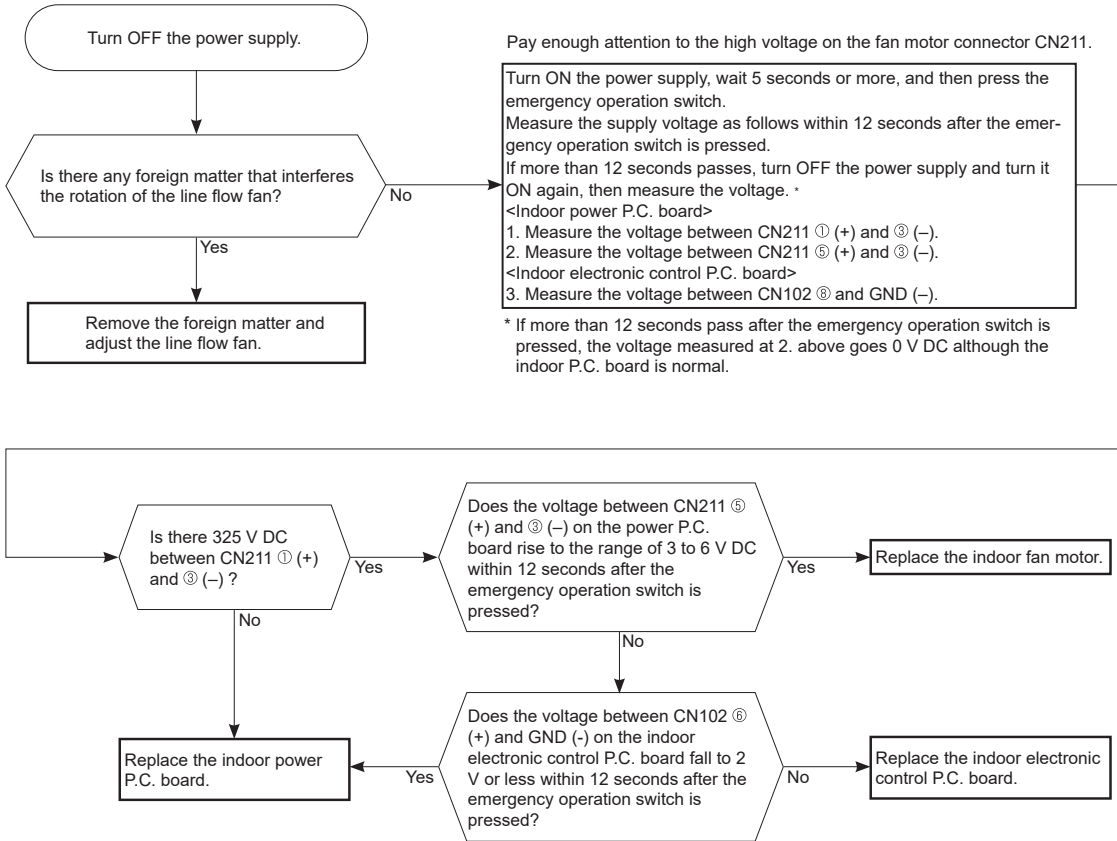 Turn OFF the power supply.
Is there any foreign matter that interferes
the rotation of the line flow fan?
No
Yes
Remove the foreign matter and
adjust the line flow fan.
Pay enough attention to the high voltage on the fan motor connector CN211.
Turn ON the power supply, wait 5 seconds or more, and then press the
emergency operation switch.
Measure the supply voltage as follows within 12 seconds after the emer-
gency operation switch is pressed.
If more than 12 seconds passes, turn OFF the power supply and turn it
ON again, then measure the voltage. *
<Indoor power P.C. board>
1. Measure the voltage between CN211 ① (+) and ③ (–).
2. Measure the voltage between CN211 ⑤ (+) and ③ (–).
<Indoor electronic control P.C. board>
3. Measure the voltage between CN102 ⑧ and GND (–).
* If more than 12 seconds pass after the emergency operation switch is
pressed, the voltage measured at 2. above goes 0 V DC although the
indoor P.C. board is normal.
Is there 325 V DC
between CN211 ① (+)
and ③ (–) ?
Yes
No
Does the voltage between CN211 ⑤
(+) and ③ (–) on the power P.C.
board rise to the range of 3 to 6 V DC
within 12 seconds after the
emergency operation switch is
pressed?
Yes
Replace the indoor fan motor.
No
Does the voltage between CN102 ⑥
(+) and GND (-) on the indoor
electronic control P.C. board fall to 2
V or less within 12 seconds after the
emergency operation switch is
pressed?
Yes
Replace the indoor power
P.C. board.
No
Replace the indoor electronic
control P.C. board.